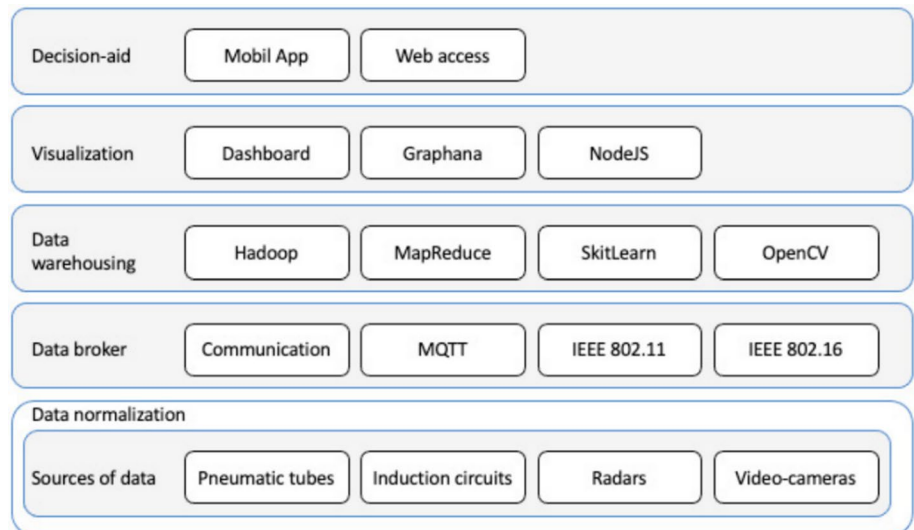 Decision-aid
Mobil App
Web access
Visualization
Dashboard
Graphana
NodeJS
Data
warehousing
Hadoop
MapReduce
SkitLearn
OpenCV
Data broker
Communication
MQTT
IEEE 802.11
IEEE 802.16
Data normalization
Sources of data
Pneumatic tubes
Induction circuits
Radars
Video-cameras